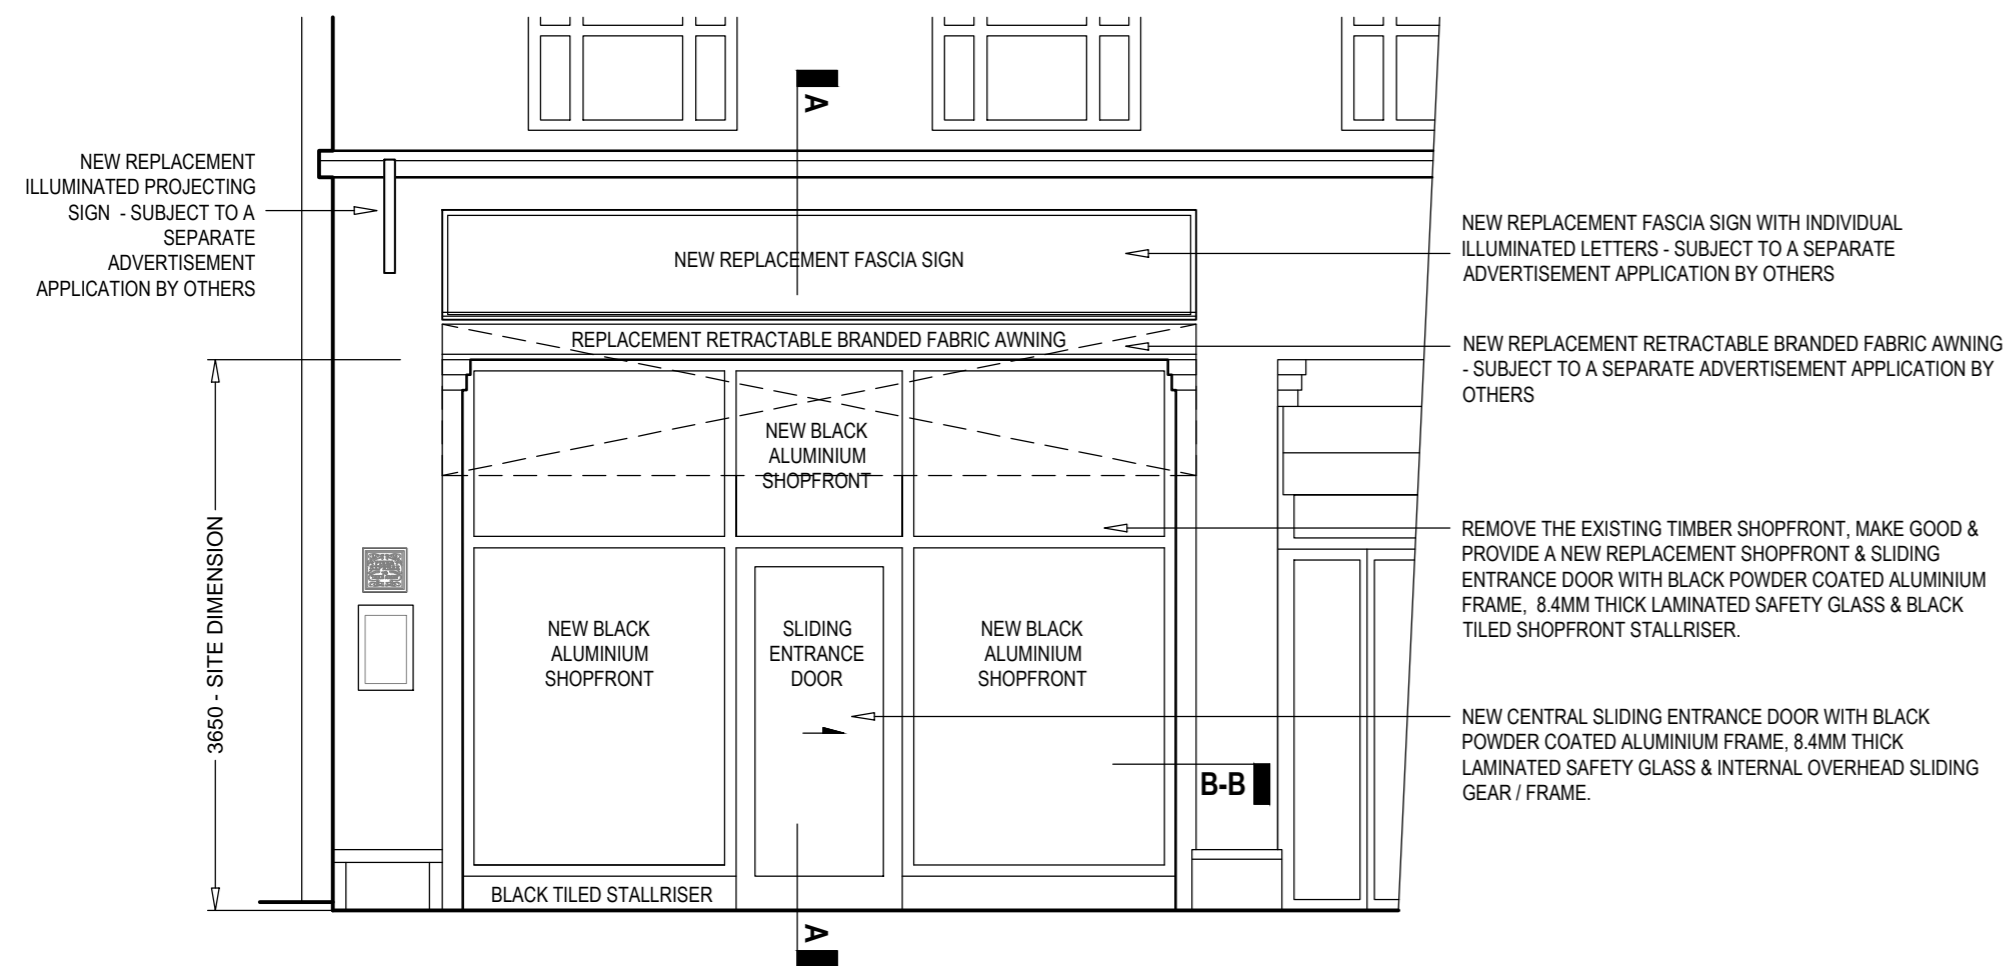 A
NEW REPLACEMENT
ILLUMINATED PROJECTING
SIGN - SUBJECT TO A
SEPARATE
ADVERTISEMENT
APPLICATION BY OTHERS
NEW REPLACEMENT FASCIA SIGN
NEW REPLACEMENT FASCIA SIGN WITH INDIVIDUAL
ILLUMINATED LETTERS - SUBJECT TO A SEPARATE
ADVERTISEMENT APPLICATION BY OTHERS
REPLACEMENT RETRACTABLE BRANDED FABRIC AWNING
NEW REPLACEMENT RETRACTABLE BRANDED FABRIC AWNING
- SUBJECT TO A SEPARATE ADVERTISEMENT APPLICATION BY
OTHERS
NEW BLACK
ALUMINIUM
SHOPFRONT
3650 - SITE DIMENSION
REMOVE THE EXISTING TIMBER SHOPFRONT, MAKE GOOD &
PROVIDE A NEW REPLACEMENT SHOPFRONT & SLIDING
ENTRANCE DOOR WITH BLACK POWDER COATED ALUMINIUM
FRAME, 8.4MM THICK LAMINATED SAFETY GLASS & BLACK
TILED SHOPFRONT STALLRISER.
NEW BLACK
ALUMINIUM
SHOPFRONT
SLIDING
ENTRANCE
DOOR
NEW BLACK
ALUMINIUM
SHOPFRONT
NEW CENTRAL SLIDING ENTRANCE DOOR WITH BLACK
POWDER COATED ALUMINIUM FRAME, 8.4MM THICK
LAMINATED SAFETY GLASS & INTERNAL OVERHEAD SLIDING
GEAR / FRAME.
B-B
BLACK TILED STALLRISER
A